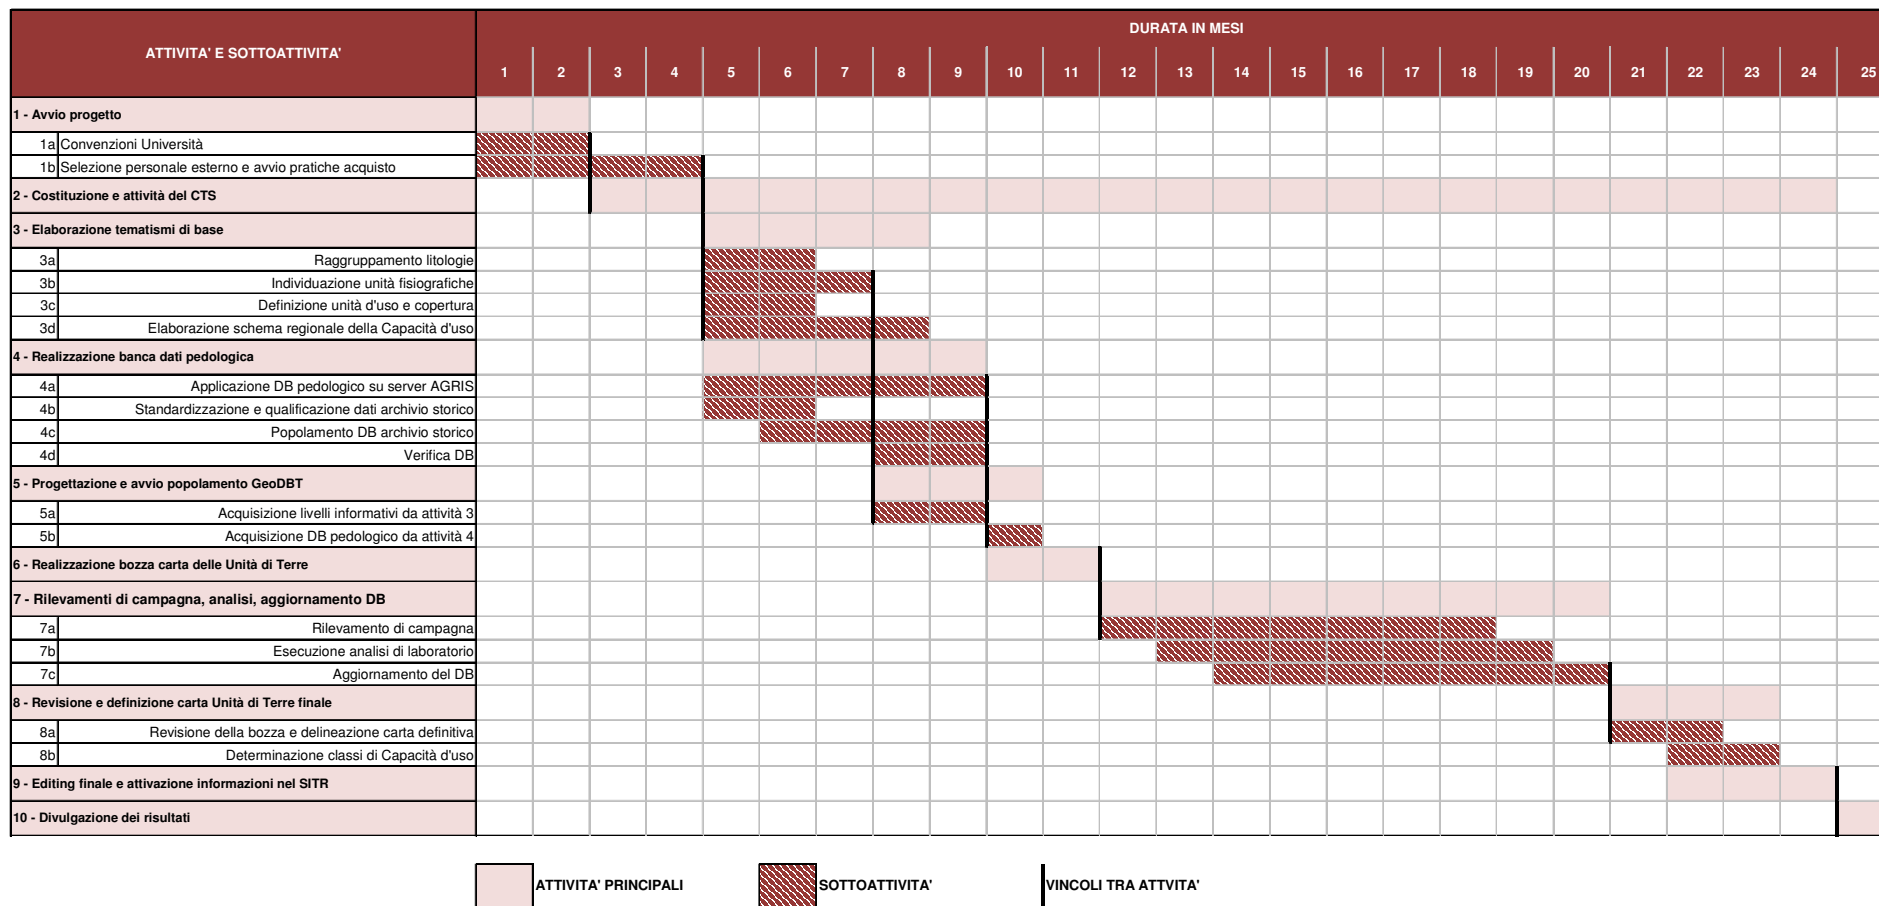 DURATA IN MESI
ATTIVITA' E SOTTOATTIVITA'
1 2 3 4 5 6 7 8 9 10 11 12 13 14 15 16 17 18 19 20 21 22 23 24 25
1 - Avvio progetto
1a Convenzioni Università
1b Selezione personale esterno e avvio pratiche acquisto
2 - Costituzione e attività del CTS
3 - Elaborazione tematismi di base
3a Raggruppamento litologie
3b Individuazione unità fisiografiche
3c Definizione unità d'uso e copertura
3d Elaborazione schema regionale della Capacità d'uso
4 - Realizzazione banca dati pedologica
4a Applicazione DB pedologico su server AGRIS
4b Standardizzazione e qualificazione dati archivio storico
4c Popolamento DB archivio storico
4d Verifica DB
5 - Progettazione e avvio popolamento GeoDBT
5a Acquisizione livelli informativi da attività 3
5b Acquisizione DB pedologico da attività 4
6 - Realizzazione bozza carta delle Unità di Terre
7 - Rilevamenti di campagna, analisi, aggiornamento DB
7a Rilevamento di campagna
7b Esecuzione analisi di laboratorio
7c Aggiornamento del DB
8 - Revisione e definizione carta Unità di Terre finale
8a Revisione della bozza e delineazione carta definitiva
8b Determinazione classi di Capacità d'uso
9 - Editing finale e attivazione informazioni nel SITR
10 - Divulgazione dei risultati
ATTIVITA' PRINCIPALI
SOTTOATTIVITA'
VINCOLI TRA ATTVITA'